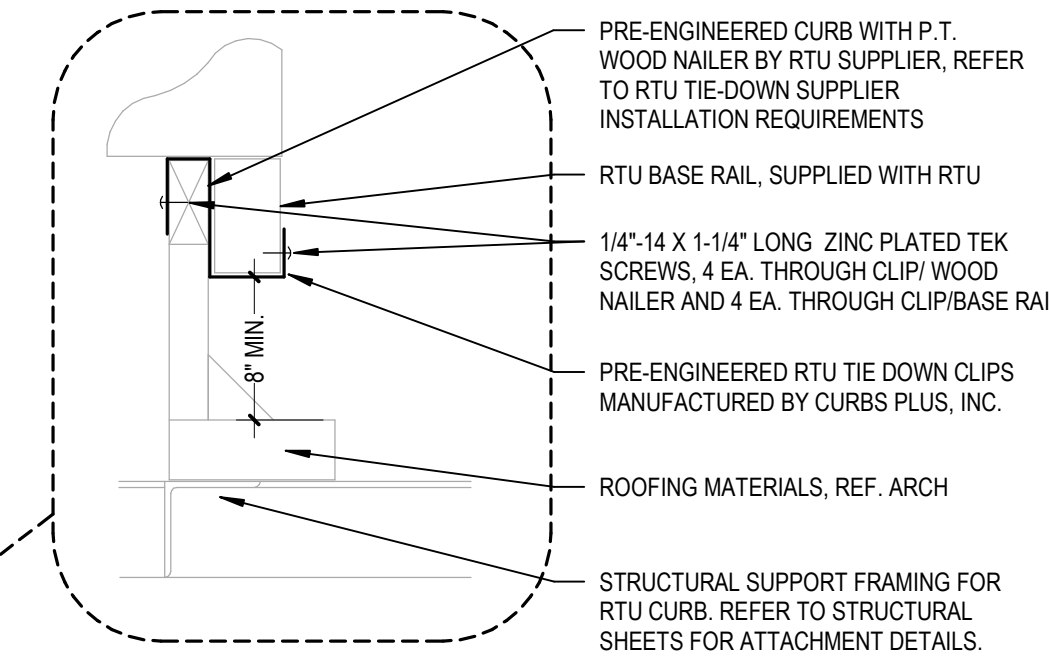 PRE-ENGINEERED CURB WITH P.T.
WOOD NAILER BY RTU SUPPLIER, REFER
TO RTU TIE-DOWN SUPPLIER
INSTALLATION REQUIREMENTS
RTU BASE RAIL, SUPPLIED WITH RTU
1/4"-14 X 1-1/4" LONG ZINC PLATED TEK
SCREWS, 4 EA. THROUGH CLIP/ WOOD
NAILER AND 4 EA. THROUGH CLIP/BASE RAI
8" MIN.
PRE-ENGINEERED RTU TIE DOWN CLIPS
MANUFACTURED BY CURBS PLUS, INC.
ROOFING MATERIALS, REF. ARCH
STRUCTURAL SUPPORT FRAMING FOR
RTU CURB. REFER TO STRUCTURAL
SHEETS FOR ATTACHMENT DETAILS.